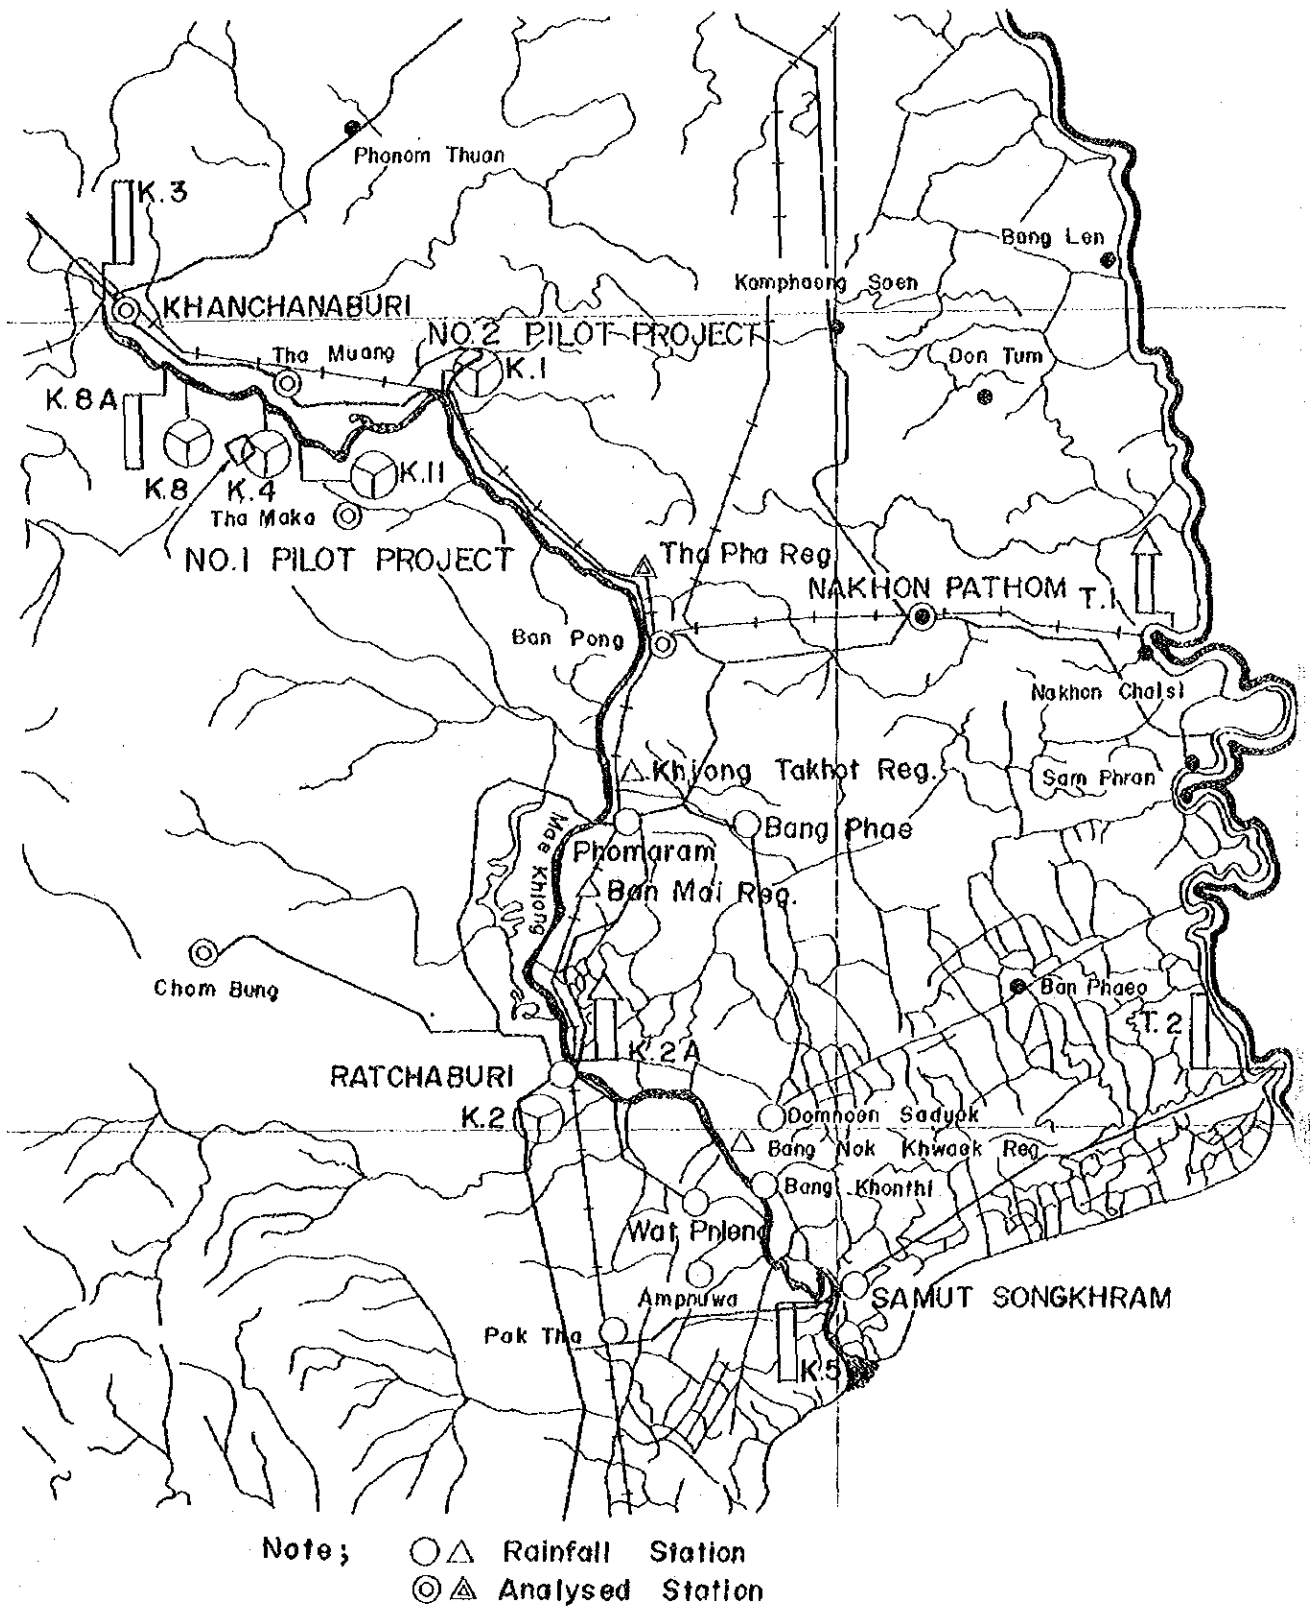 Phanom Thuan
K.3
Bang Len
Kamphaeng Saen
KHANCHANABURI
NO.2 PILOT PROJECT
Tha Muang
Don Tum
K.1
K.8A
K.11
K.8
K.4
Tha Maka
NO.1 PILOT PROJECT
Tha Pha Reg
NAKHON PATHOM
T.1
Ban Pong
Nakhon Chaisi
Khlong Takhot Reg.
Sam Phran
Mae Khlong
Bang Phae
Phomaram
Ban Mai Reg.
Chom Bung
Ban Phaeo
T.2
K.2A
RATCHABURI
K.2
Domnoen Saduak
Bang Nok Khwaek Reg
Bang Khonthi
Wat Phleng
Amphuwa
SAMUT SONGKHRAM
Pak Tha
K.5
Note; Rainfall Station
Analysed Station